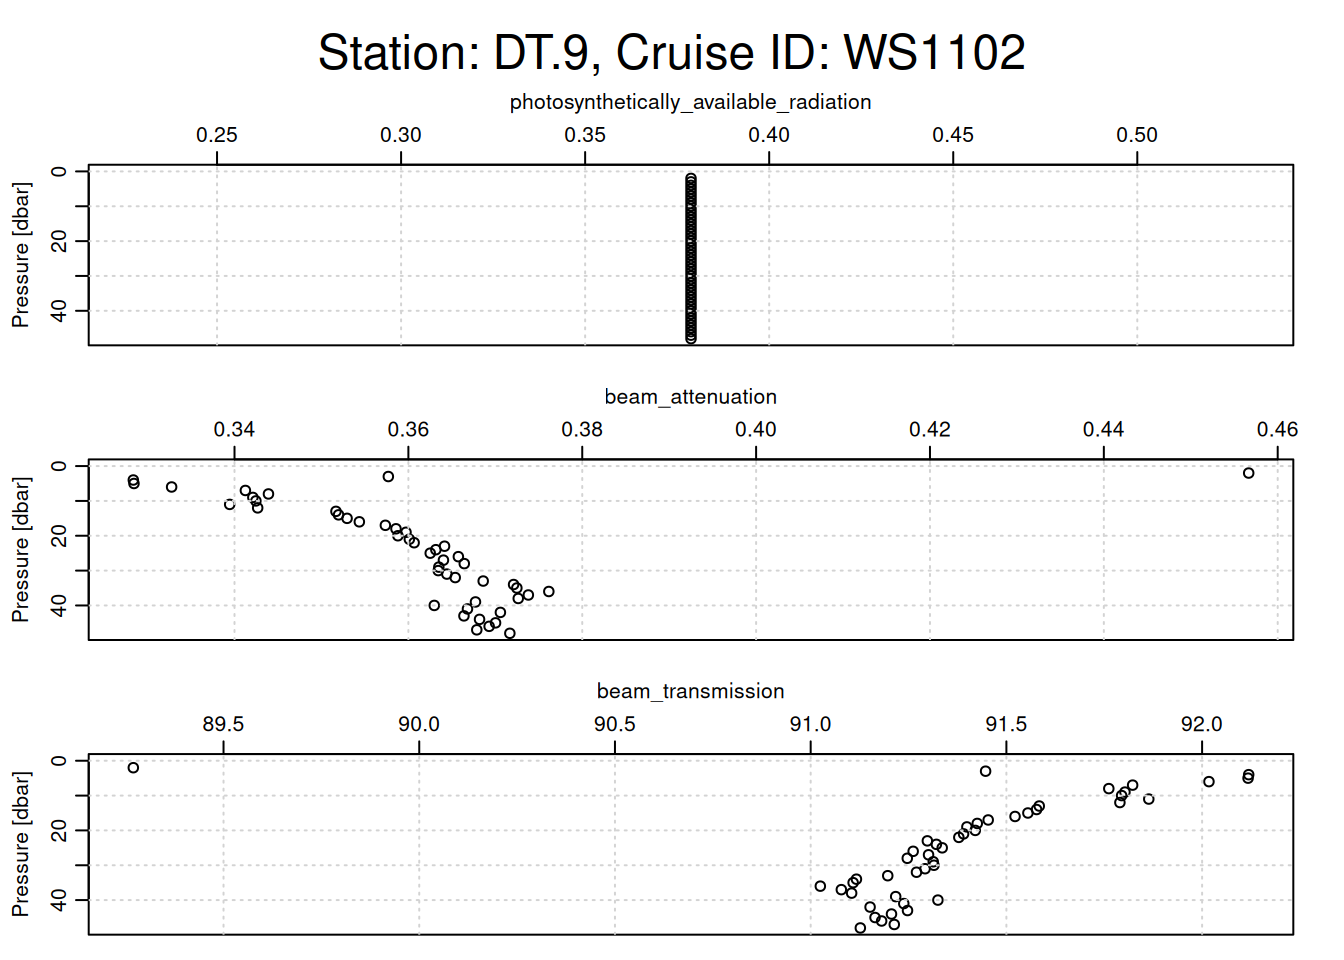 Station: DT.9, Cruise ID: WS1102
photosynthetically_available_radiation
0.25 0.30 0.35 0.40 0.45 0.50
Pressure [dbar]
0
20
40
beam_attenuation
0.34 0.36 0.38 0.40 0.42 0.44 0.46
Pressure [dbar]
0
20
40
beam_transmission
89.5 90.0 90.5 91.0 91.5 92.0
Pressure [dbar]
0
20
40